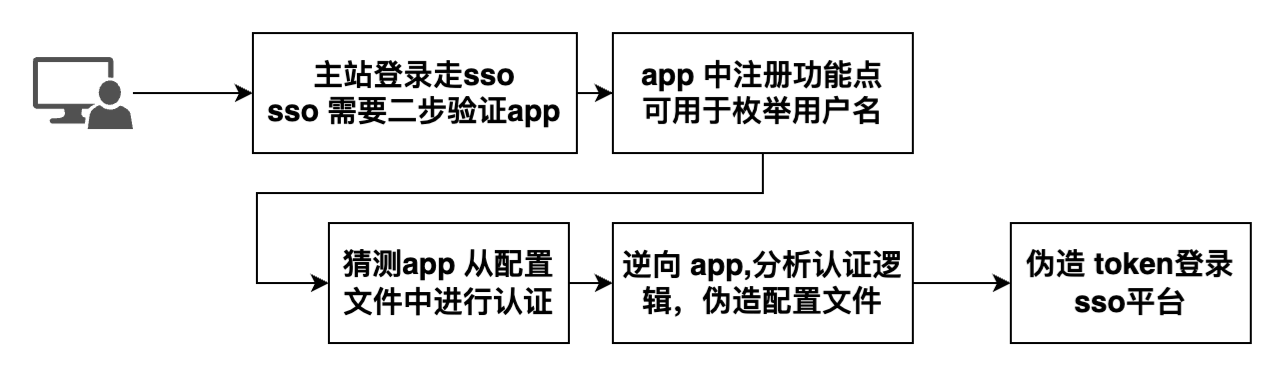 主站登录走sso
sso 需要二步验证app
app 中注册功能点
可用于枚举用户名
猜测app 从配置
文件中进行认证
逆向 app,分析认证逻
辑，伪造配置文件
伪造 token登录
sso平台